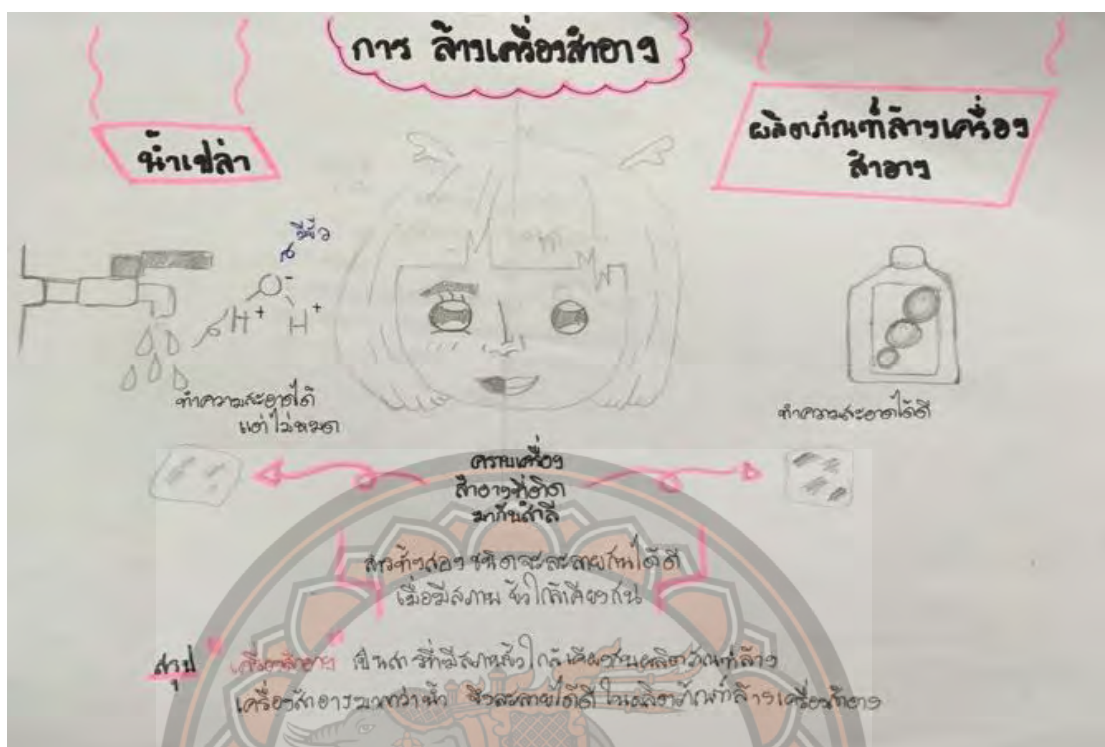 การ ล้างเครื่องสำอาง
น้ำเปล่า
ผลิตภัณฑ์ล้างเครื่อง
สำอาง
มีขั้ว
O -
H + H +
ทำความสะอาดได้
แต่ไม่หมด
ทำความสะอาดได้ดี
คราบเครื่อง
สำอางที่ติด
มากับสำลี
สารทั้งสองชนิดจะละลายกันได้ดี
เมื่อมีสภาพ ขั้วใกล้เคียงกัน
สรุป " เครื่องสำอาง " เป็นสารที่มีสภาพขั้วใกล้เคียงกับผลิตภัณฑ์ล้าง
เครื่องสำอางมากกว่าน้ำ จึงละลายได้ดี ในผลิตภัณฑ์ล้างเครื่องสำอาง